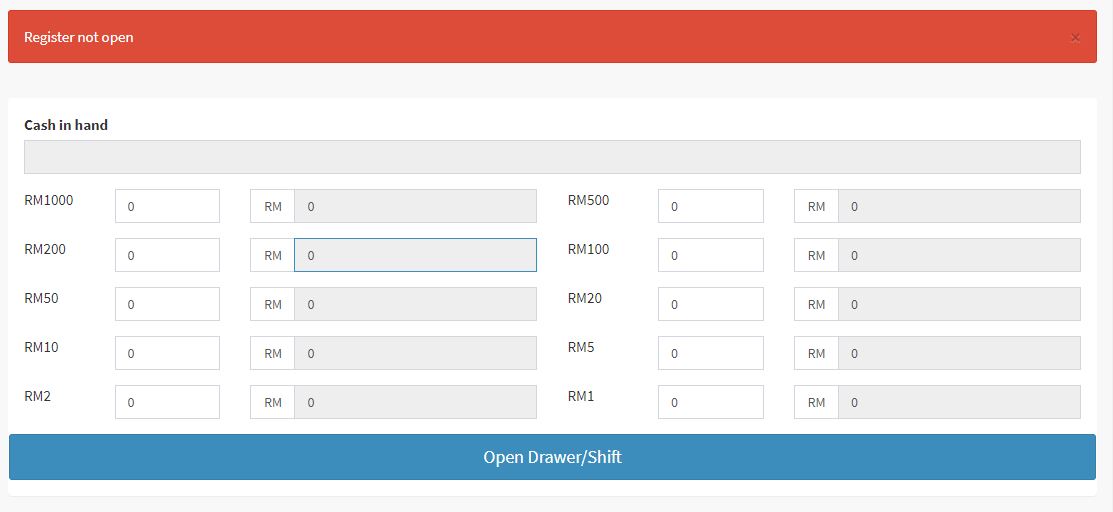 Register not open ×
Cash in hand
RM1000 0 RM 0 RM500 0 RM 0
RM200 0 RM 0 RM100 0 RM 0
RM50 0 RM 0 RM20 0 RM 0
RM10 0 RM 0 RM5 0 RM 0
RM2 0 RM 0 RM1 0 RM 0
Open Drawer/Shift